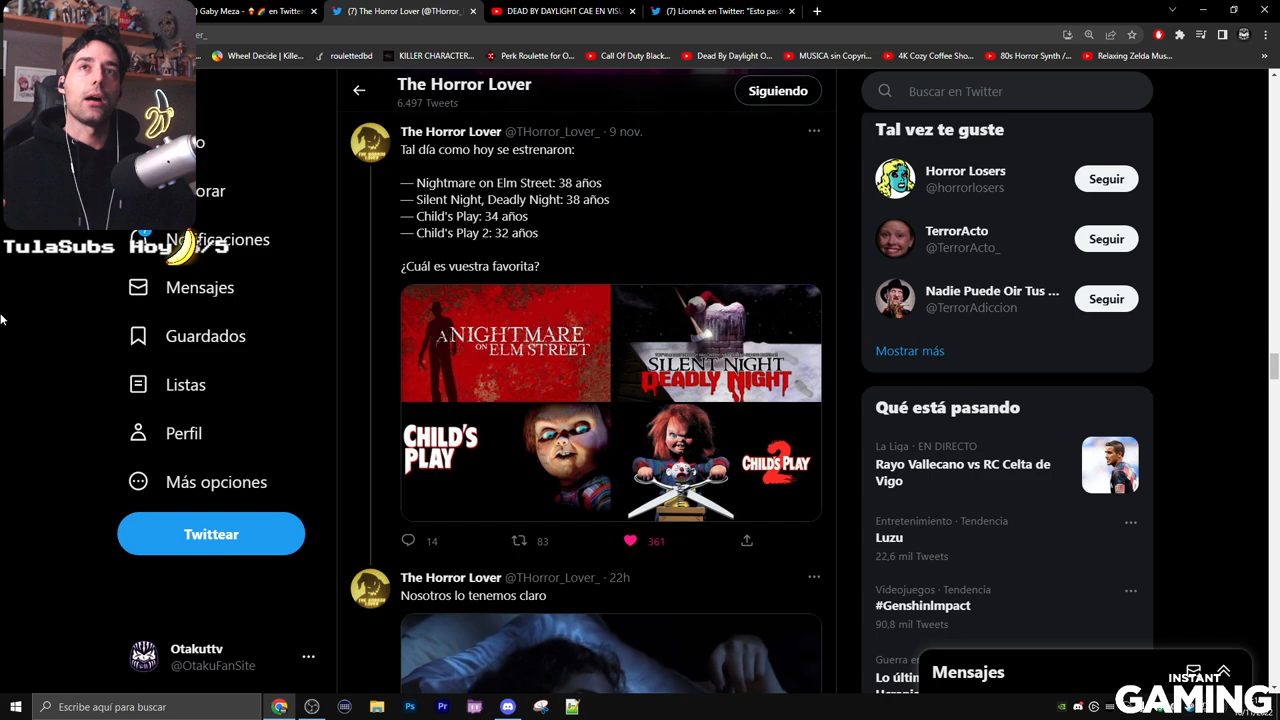 Gaby Meza -
en Twitter:
(7) The Horror Lover (@THorror_
DEAD BY DAYLIGHT CAE EN VISU
(7) Lionnek en Twitter: "Esto pasó
Wheel Decide | Kille...
roulettedbd
KILLER CHARACTER...
Perk Roulette for O...
Call Of Duty Black...
Dead By Daylight O...
MUSICA sin Copyri...
4K Cozy Coffee Sho...
80s Horror Synth /...
Relaxing Zelda Mus...
The Horror Lover
6.497 Tweets
Siguiendo
Buscar en Twitter
TulaSubs Hoy /5
Notificaciones
Mensajes
Guardados
Listas
Perfil
Más opciones
Twittear
Otakuttv
@OtakuFanSite
The Horror Lover @THorror_Lover_ · 9 nov.
Tal día como hoy se estrenaron:
— Nightmare on Elm Street: 38 años
— Silent Night, Deadly Night: 38 años
— Child's Play: 34 años
— Child's Play 2: 32 años
¿Cuál es vuestra favorita?
A NIGHTMARE
ON ELM STREET
SILENT NIGHT
DEADLY NIGHT
CHILD'S
PLAY
CHILD'S PLAY
2
14
83
361
The Horror Lover @THorror_Lover_ · 22h
Nosotros lo tenemos claro
Tal vez te guste
Horror Losers
@horrorlosers
Seguir
TerrorActo
@TerrorActo_
Seguir
Nadie Puede Oir Tus ...
@TerrorAdiccion
Seguir
Mostrar más
Qué está pasando
La Liga · EN DIRECTO
Rayo Vallecano vs RC Celta de
Vigo
Entretenimiento · Tendencia
Luzu
22,6 mil Tweets
Videojuegos · Tendencia
#GenshinImpact
90,8 mil Tweets
Mensajes
INSTANT
GAMING
Escribe aquí para buscar